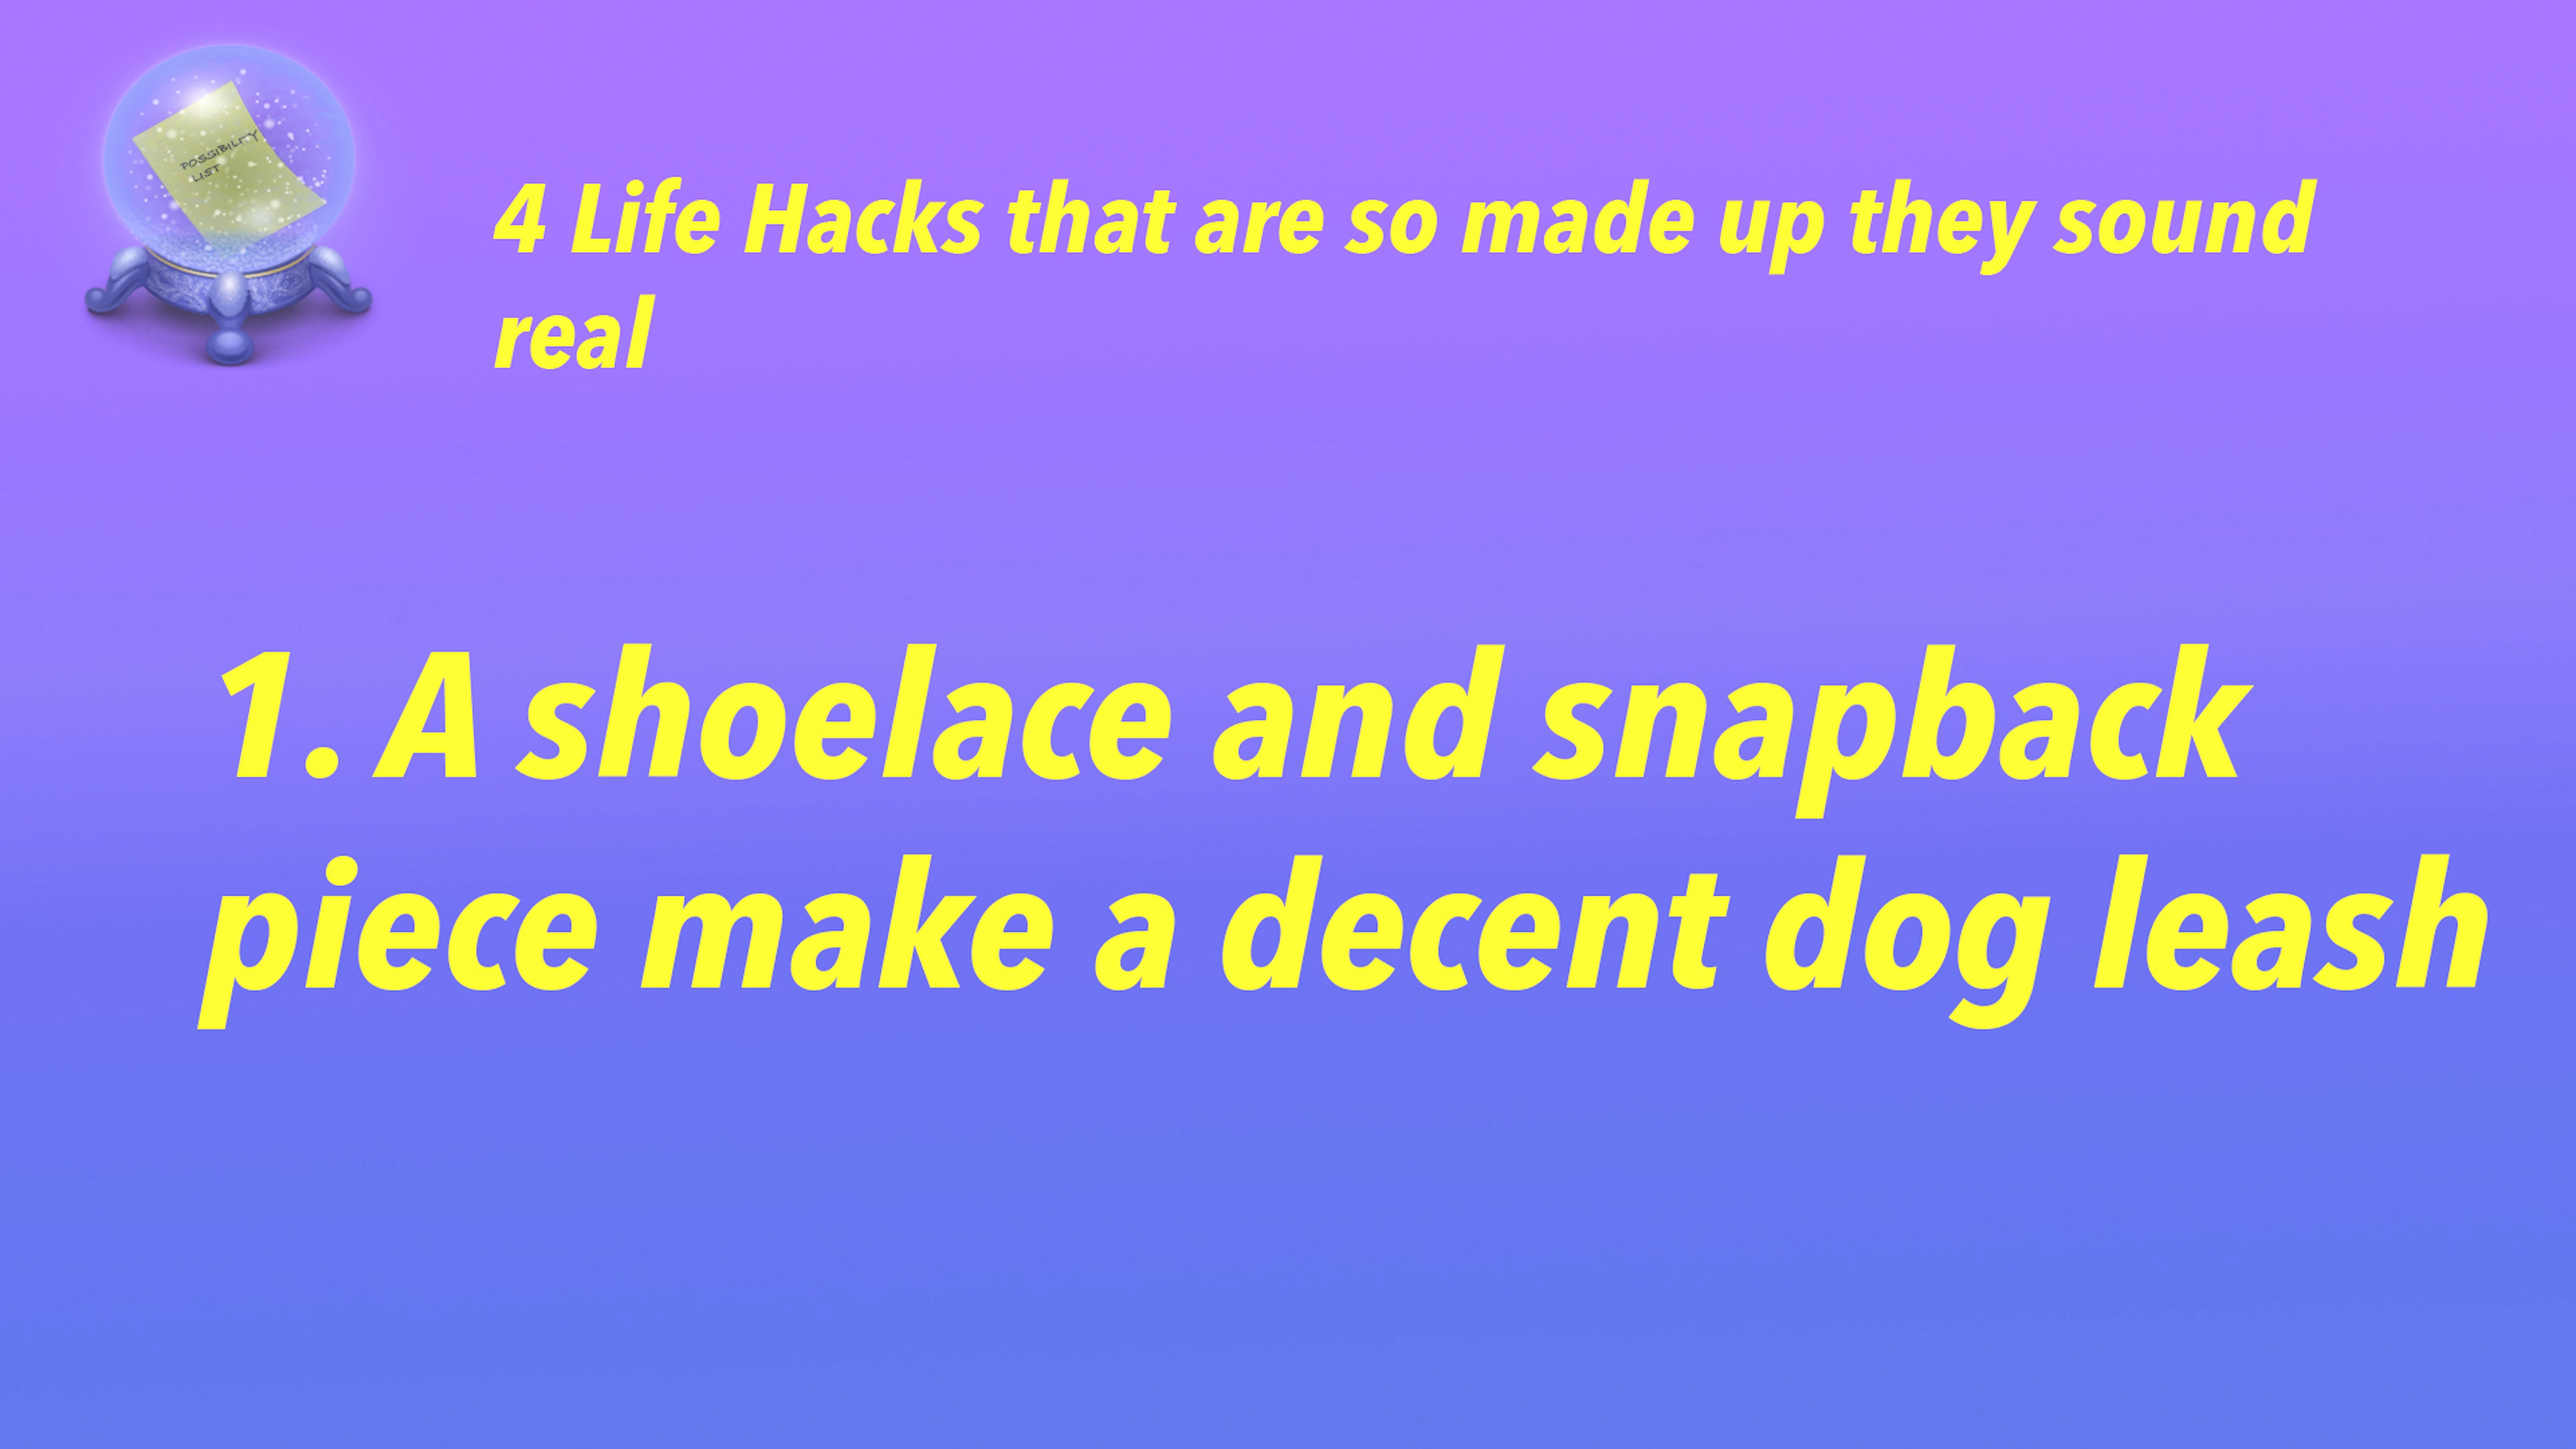 POSSIBILITY
LIST
4 Life Hacks that are so made up they sound
real
1. A shoelace and snapback
piece make a decent dog leash